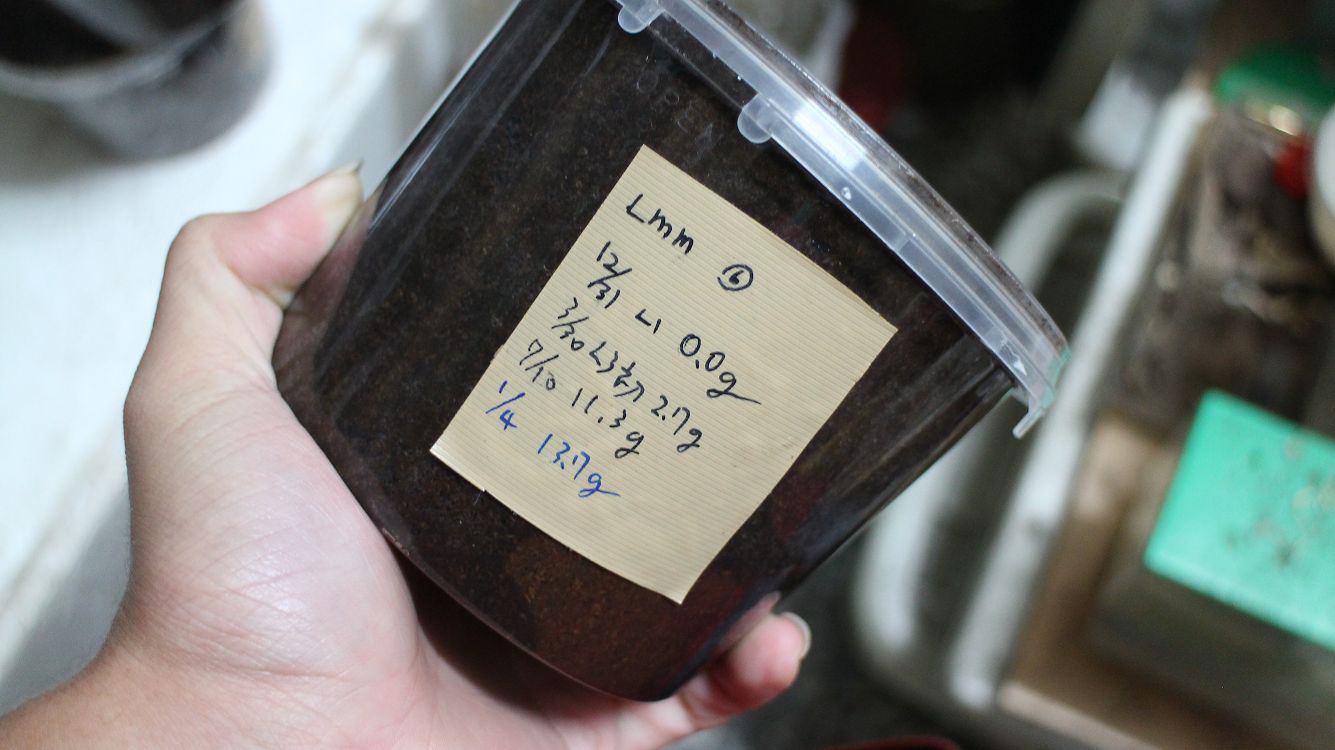 Lmm ⑥
12/31 L1 0.0g
3/30 L3 2.7g
7/10 11.3g
1/4 13.7g